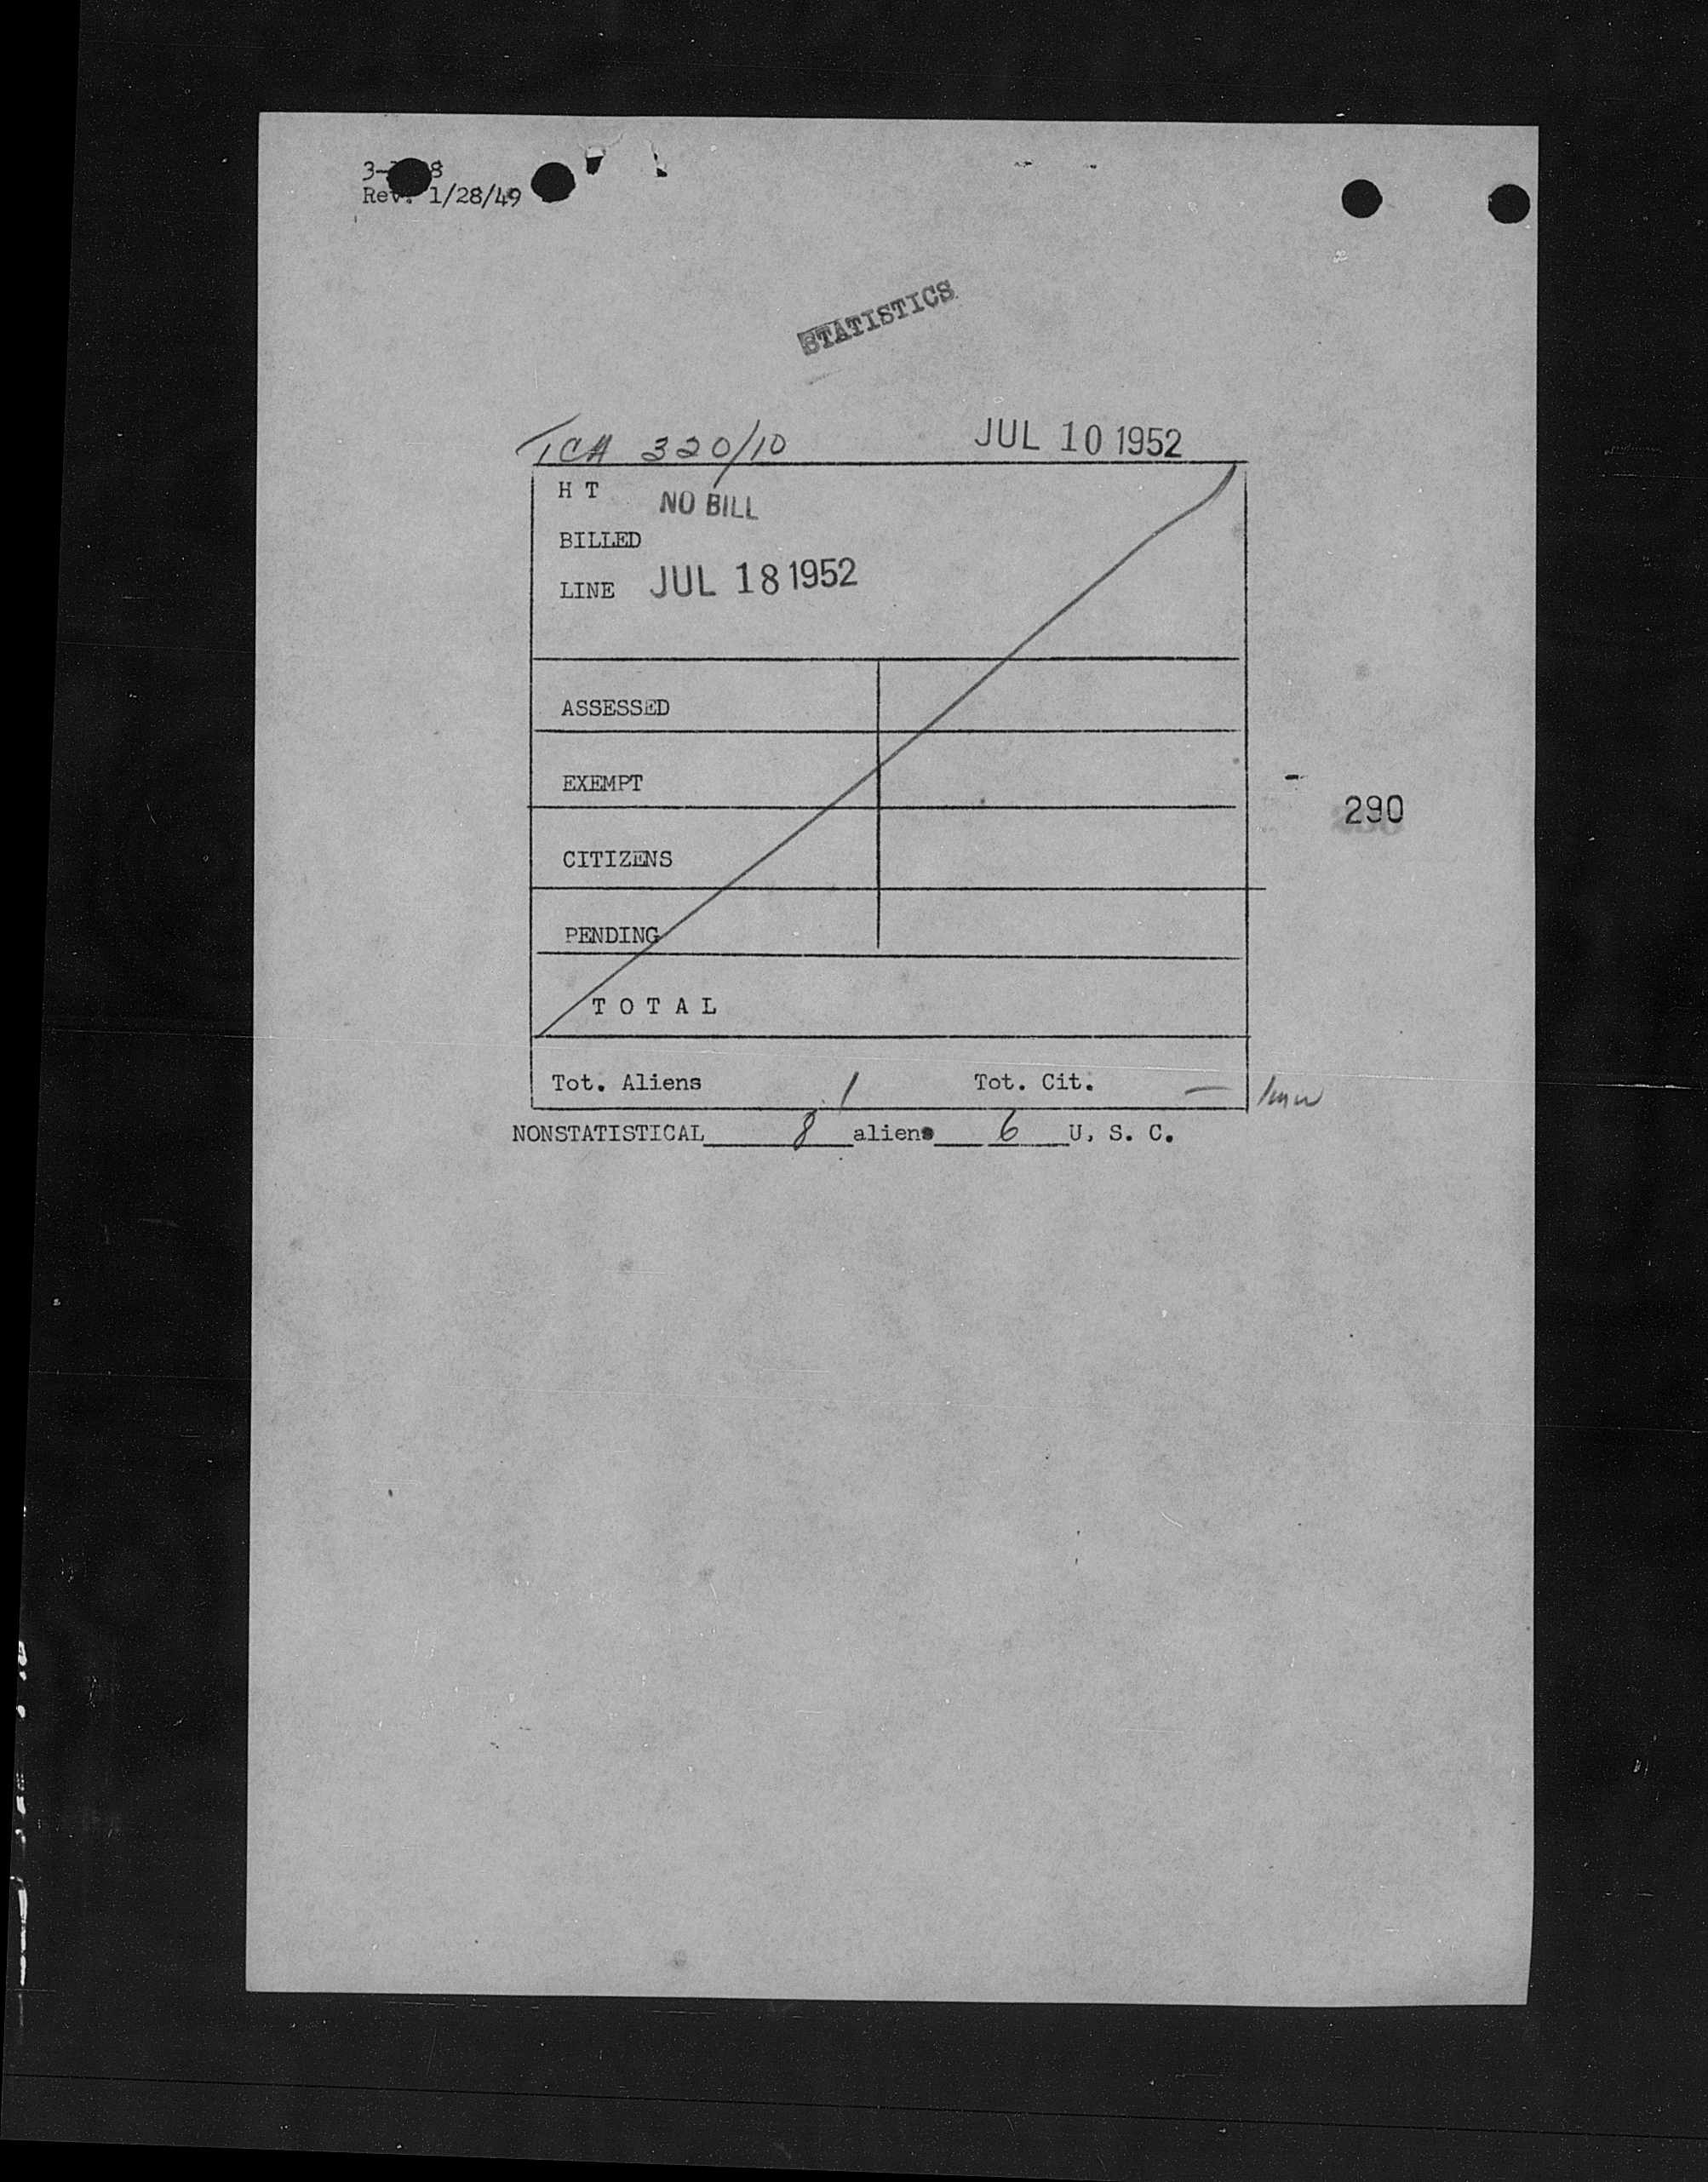 Rev. 1/28/49
STATISTICS
TCA 320/10 JUL 10 1952
H T NO BILL
BILLED
LINE JUL 18 1952
ASSESSED
EXEMPT
290
CITIZENS
PENDING
T O T A L
Tot. Aliens 1 Tot. Cit. —
NONSTATISTICAL 8 aliens 6 U. S. C.